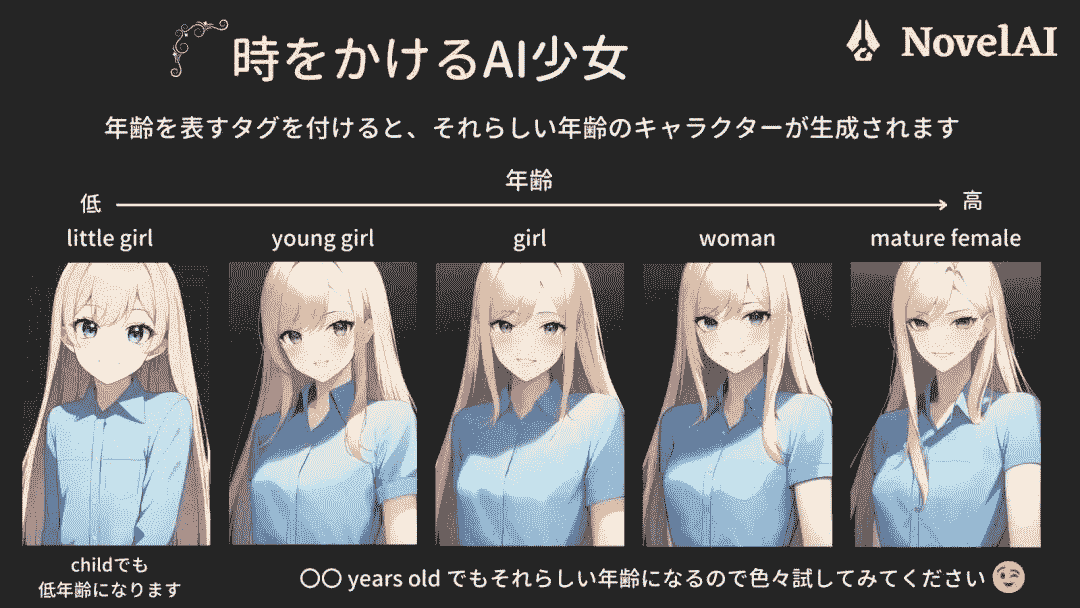 時をかけるAI少女
NovelAI
年齢を表すタグを付けると、それらしい年齢のキャラクターが生成されます
年齢
低
高
little girl
young girl
girl
woman
mature female
childでも
低年齢になります
〇〇 years old でもそれらしい年齢になるので色々試してみてください